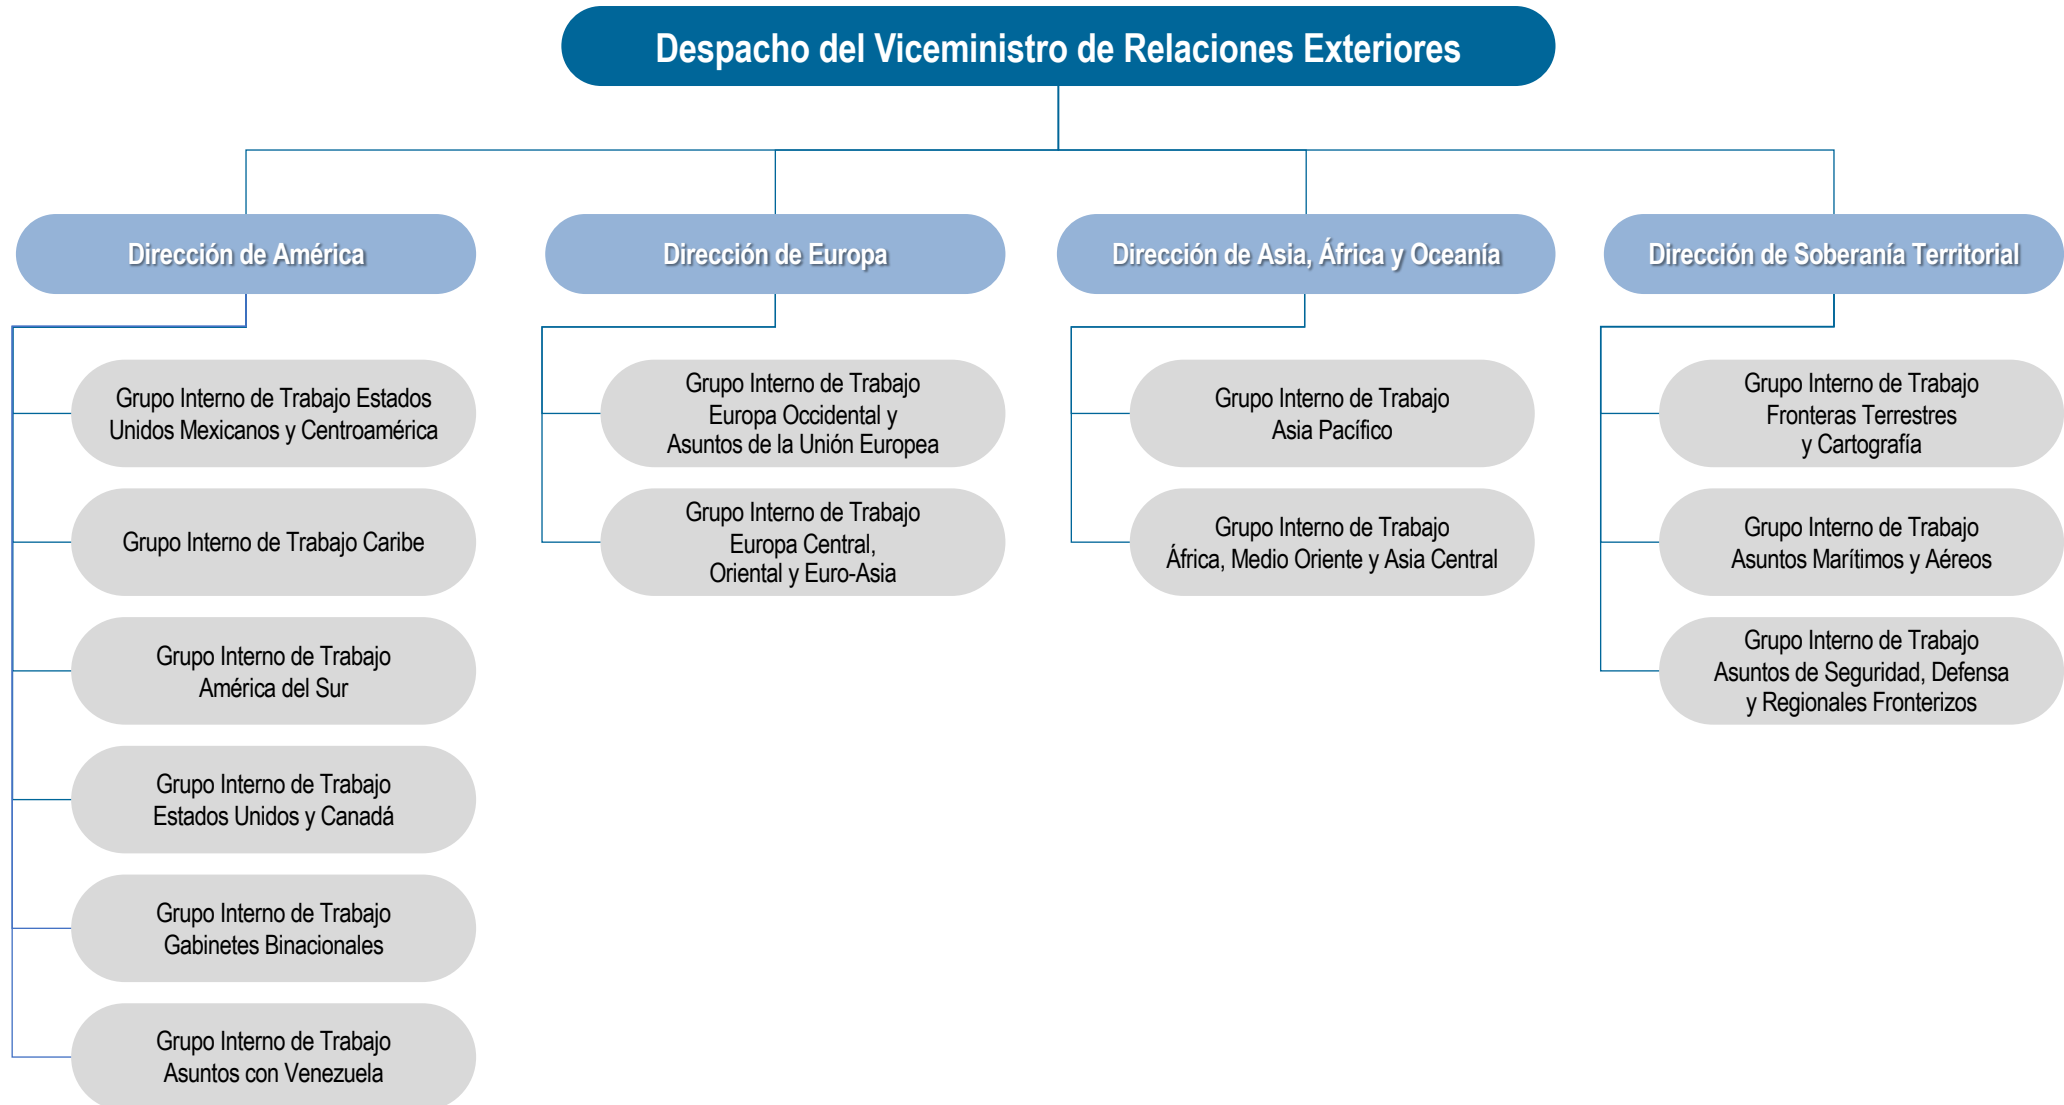 Despacho del Viceministro de Relaciones Exteriores
Dirección de América
Grupo Interno de Trabajo Estados
Unidos Mexicanos y Centroamérica
Grupo Interno de Trabajo Caribe
Grupo Interno de Trabajo
América del Sur
Grupo Interno de Trabajo
Estados Unidos y Canadá
Grupo Interno de Trabajo
Gabinetes Binacionales
Grupo Interno de Trabajo
Asuntos con Venezuela
Dirección de Europa
Grupo Interno de Trabajo
Europa Occidental y
Asuntos de la Unión Europea
Grupo Interno de Trabajo
Europa Central,
Oriental y Euro-Asia
Dirección de Asia, África y Oceanía
Grupo Interno de Trabajo
Asia Pacífico
Grupo Interno de Trabajo
África, Medio Oriente y Asia Central
Dirección de Soberanía Territorial
Grupo Interno de Trabajo
Fronteras Terrestres
y Cartografía
Grupo Interno de Trabajo
Asuntos Marítimos y Aéreos
Grupo Interno de Trabajo
Asuntos de Seguridad, Defensa
y Regionales Fronterizos